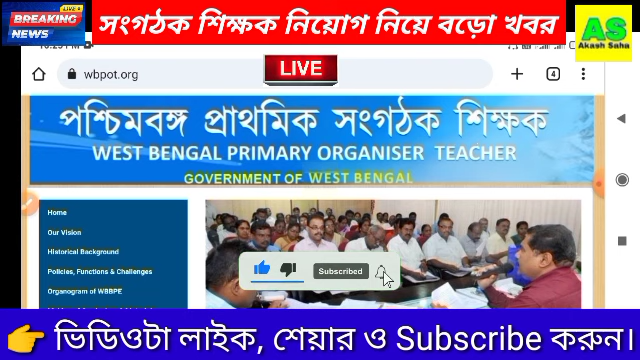 LIVE
BREAKING
NEWS
সংগঠক শিক্ষক নিয়োগ নিয়ে বড়ো খবর
AS
Akash Saha
wbpot.org
LIVE
4
পশ্চিমবঙ্গ প্রাথমিক সংগঠক শিক্ষক
WEST BENGAL PRIMARY ORGANISER TEACHER
GOVERNMENT OF WEST BENGAL
Home
Our Vision
Historical Background
Policies, Functions & Challenges
Organogram of WBBPE
Subscribed
👉 ভিডিওটা লাইক, শেয়ার ও Subscribe করুন।